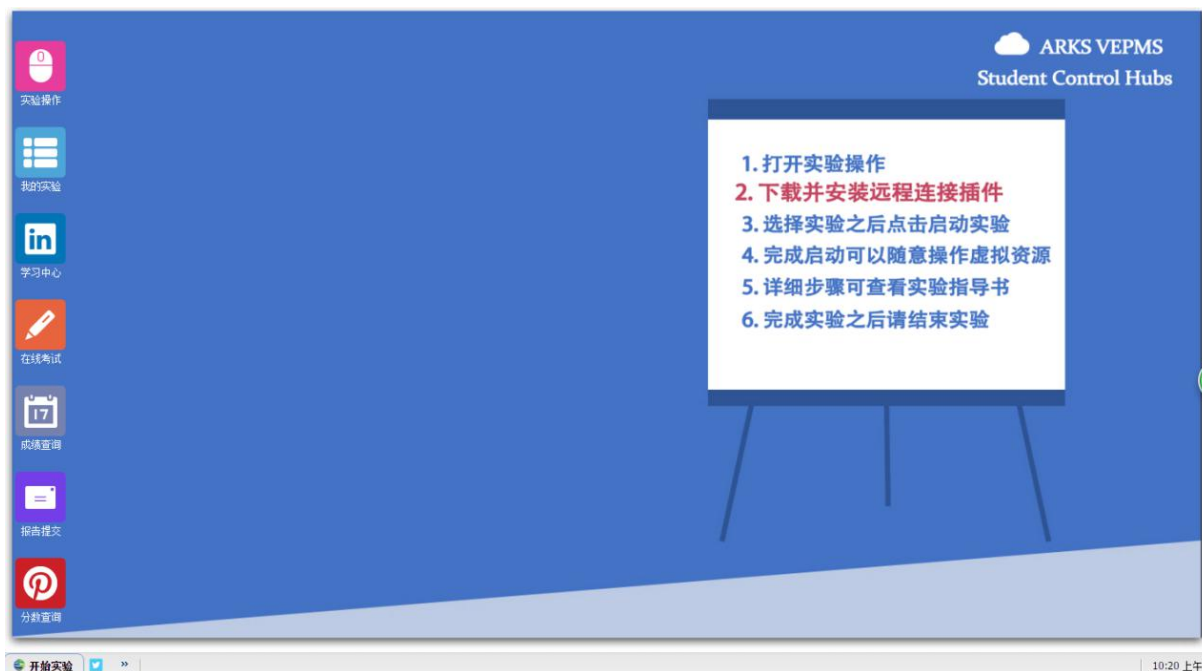 ARKS VEPMS
Student Control Hubs
实验操作
我的实验
in
学习中心
在线考试
17
成绩查询
报告提交
分数查询
1. 打开实验操作
2. 下载并安装远程连接插件
3. 选择实验之后点击启动实验
4. 完成启动可以随意操作虚拟资源
5. 详细步骤可查看实验指导书
6. 完成实验之后请结束实验
开始实验
»
10:20 上午